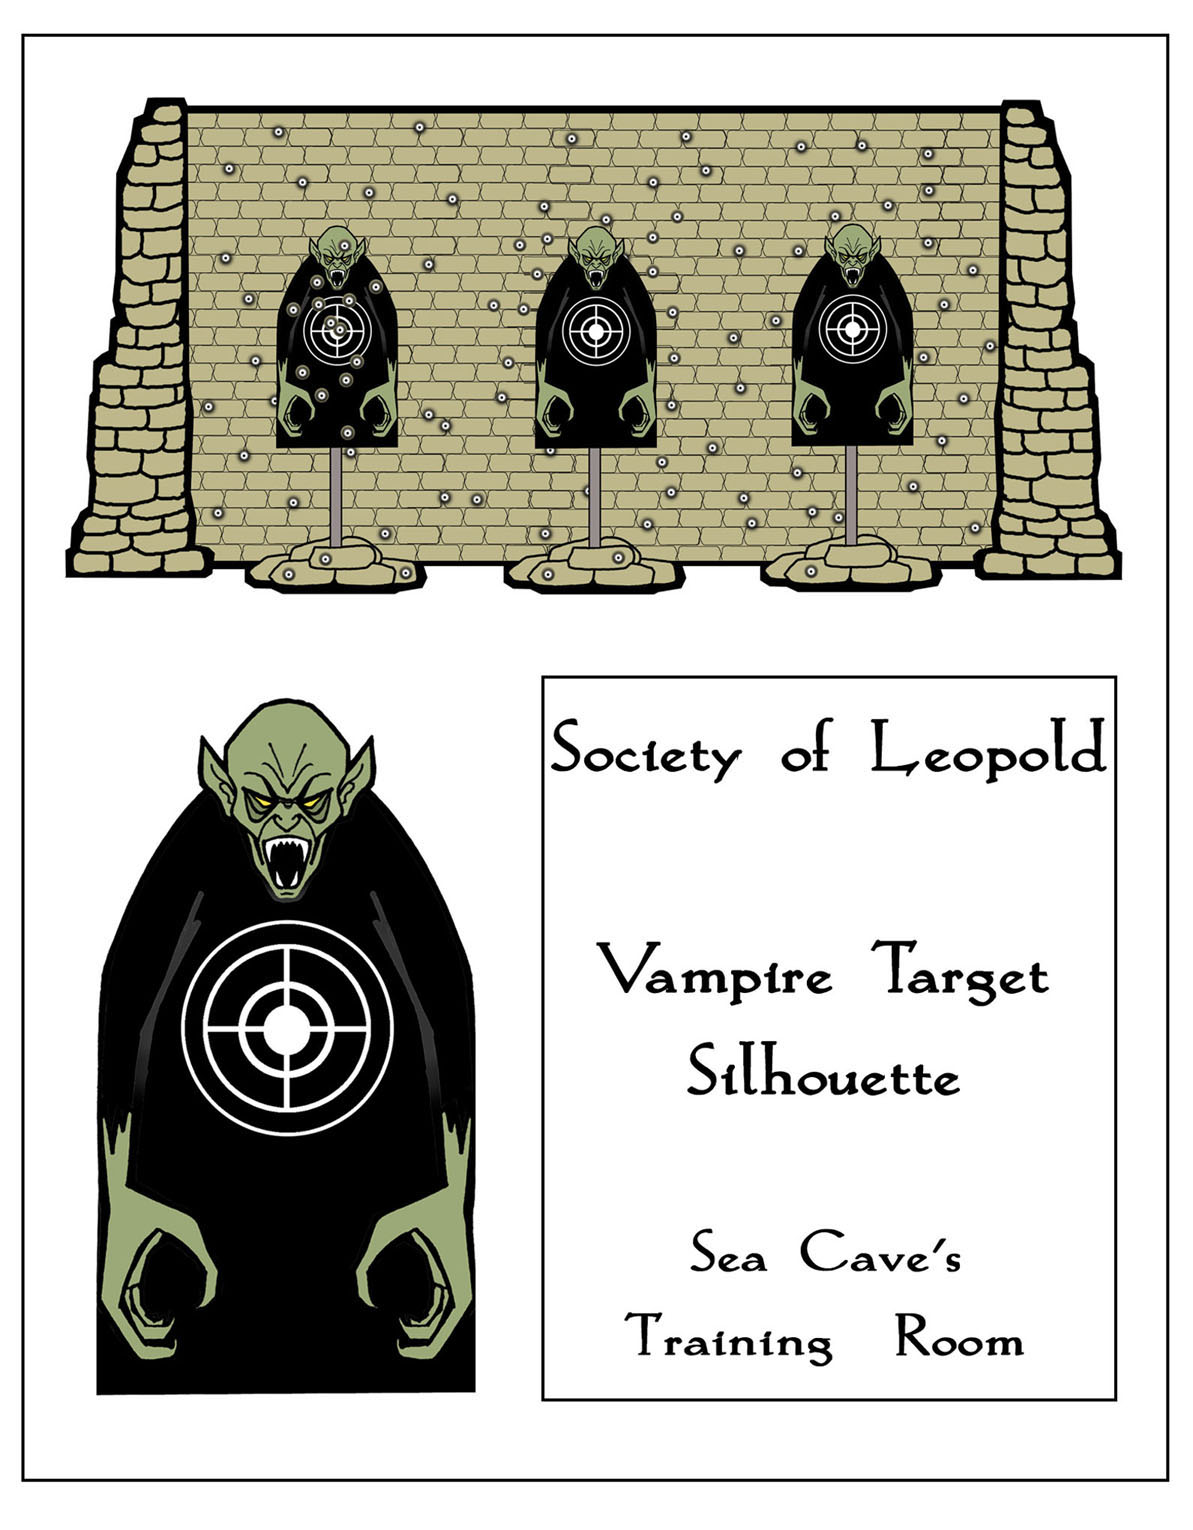 Society of Leopold
Vampire Target
Silhouette
Sea Cave's
Training Room